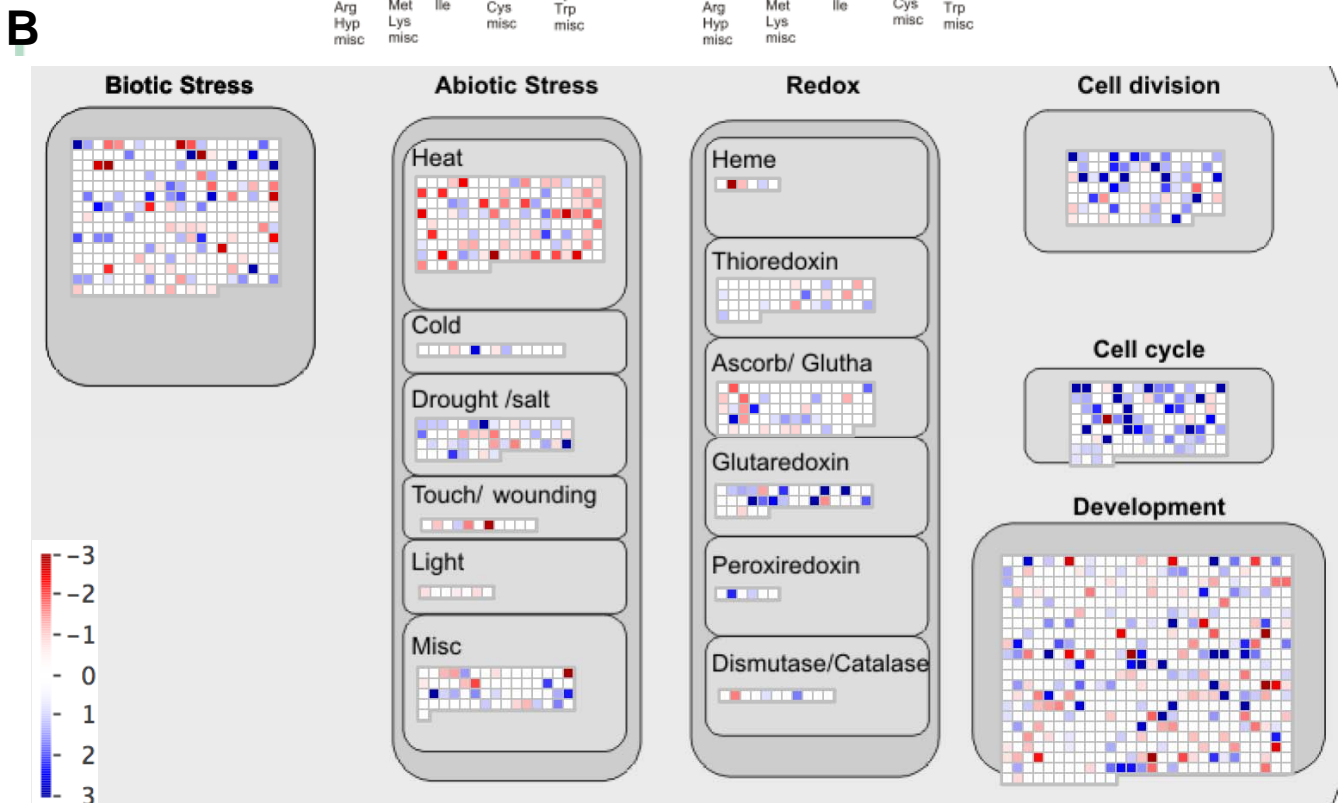 Arg Met Ile Cys Trp Arg Met Ile Cys Trp
Hyp Lys misc misc Hyp Lys misc misc
misc misc misc misc
B
Biotic Stress
Abiotic Stress
Redox
Cell division
Heat
Cold
Drought /salt
Touch/ wounding
Light
Misc
Heme
Thioredoxin
Ascorb/ Glutha
Glutaredoxin
Peroxiredoxin
Dismutase/Catalase
Cell cycle
Development
−3
−2
−1
0
1
2
3